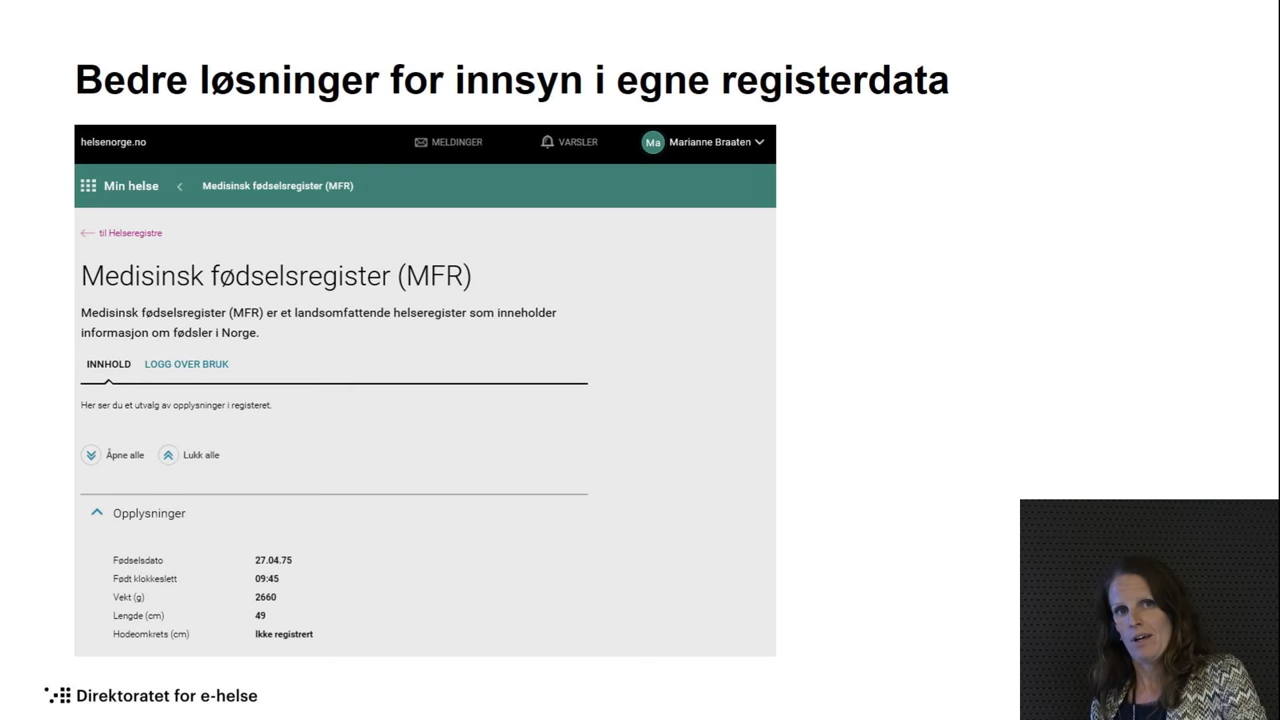 Bedre løsninger for innsyn i egne registerdata
helsenorge.no
MELDINGER
VARSLER
Ma
Marianne Braaten
Min helse
Medisinsk fødselsregister (MFR)
til Helseregistre
Medisinsk fødselsregister (MFR)
Medisinsk fødselsregister (MFR) er et landsomfattende helseregister som inneholder
informasjon om fødsler i Norge.
INNHOLD LOGG OVER BRUK
Her ser du et utvalg av opplysninger i registeret.
Åpne alle Lukk alle
Opplysninger
Fødselsdato 27.04.75
Født klokkeslett 09:45
Vekt (g) 2660
Lengde (cm) 49
Hodeomkrets (cm) Ikke registrert
Direktoratet for e-helse